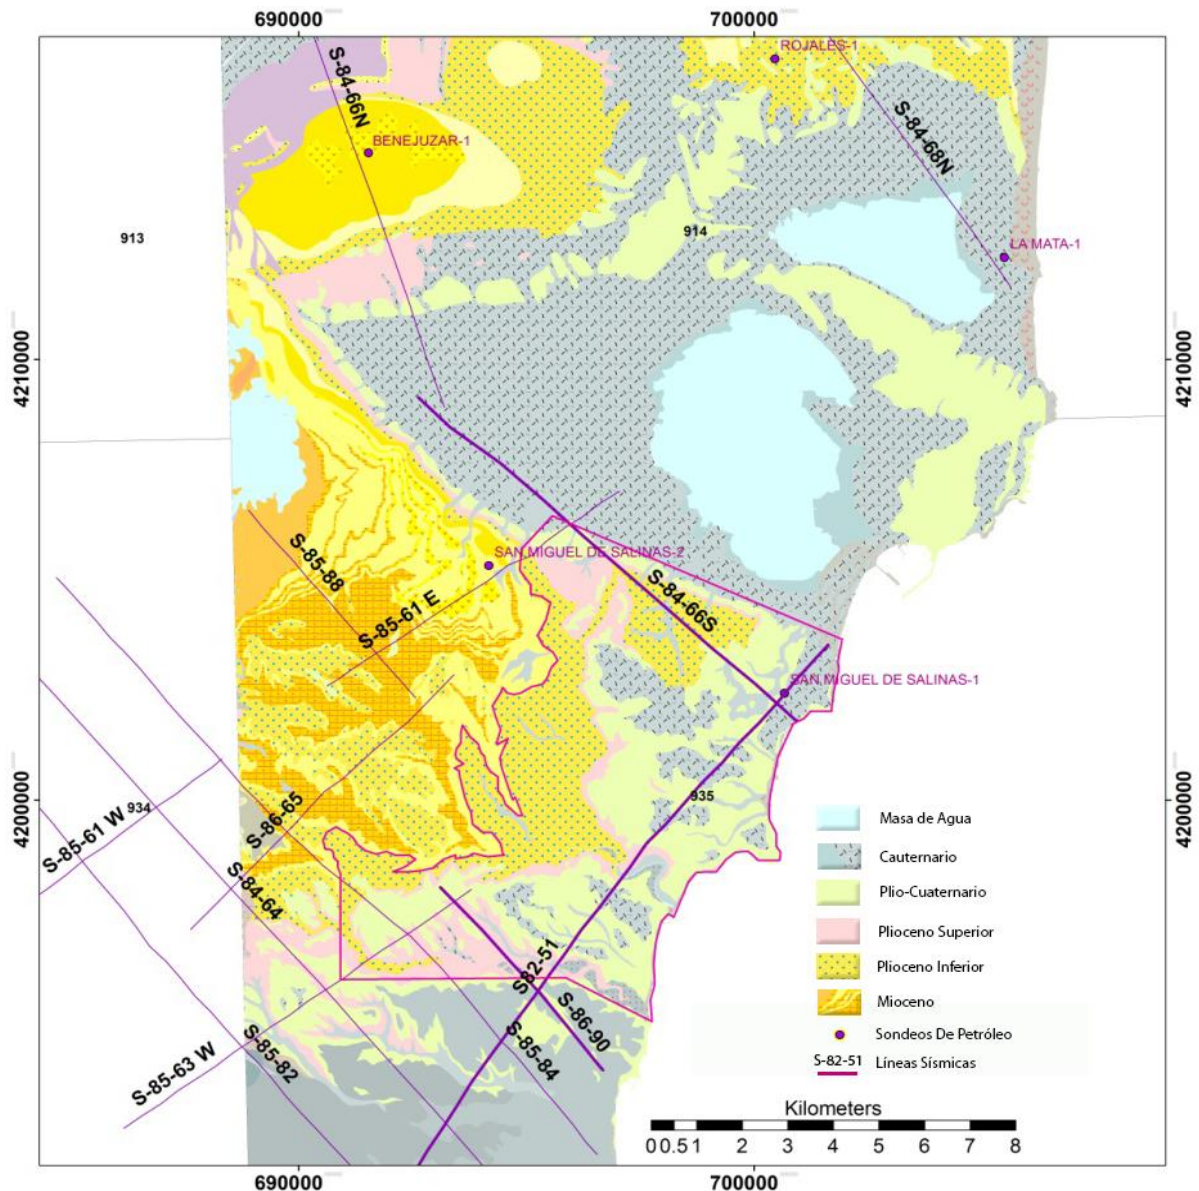 690000
700000
ROJALES-1
S-84-66N
BENEJUZAR-1
S-84-68N
913
914
LA MATA-1
4210000
4210000
SAN MIGUEL DE SALINAS-2
S-85-88
S-84-66S
S-85-61 E
SAN MIGUEL DE SALINAS-1
4200000
4200000
934
935
S-85-61 W
S-86-65
S-84-64
S82-51
S-86-90
S-85-84
S-85-82
S-85-63 W
Masa de Agua
Cauternario
Plio-Cuaternario
Plioceno Superior
Plioceno Inferior
Mioceno
Sondeos De Petróleo
S-82-51 Líneas Sísmicas
Kilometers
0 0.5 1 2 3 4 5 6 7 8
690000
700000